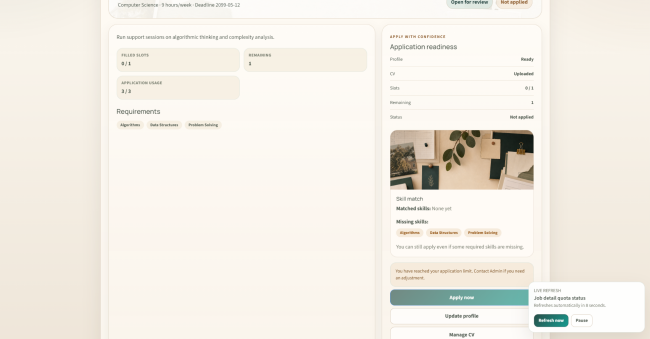 Computer Science · 9 hours/week · Deadline 2099-05-12
Open for review
Not applied
Run support sessions on algorithmic thinking and complexity analysis.
FILLED SLOTS
0 / 1
REMAINING
1
APPLICATION USAGE
3 / 3
Requirements
Algorithms
Data Structures
Problem Solving
APPLY WITH CONFIDENCE
Application readiness
Profile
Ready
CV
Uploaded
Slots
0 / 1
Remaining
1
Status
Not applied
Skill match
Matched skills: None yet
Missing skills:
Algorithms
Data Structures
Problem Solving
You can still apply even if some required skills are missing.
You have reached your application limit. Contact Admin if you need
an adjustment.
Apply now
Update profile
Manage CV
LIVE REFRESH
Job detail quota status
Refreshes automatically in 8 seconds.
Refresh now
Pause